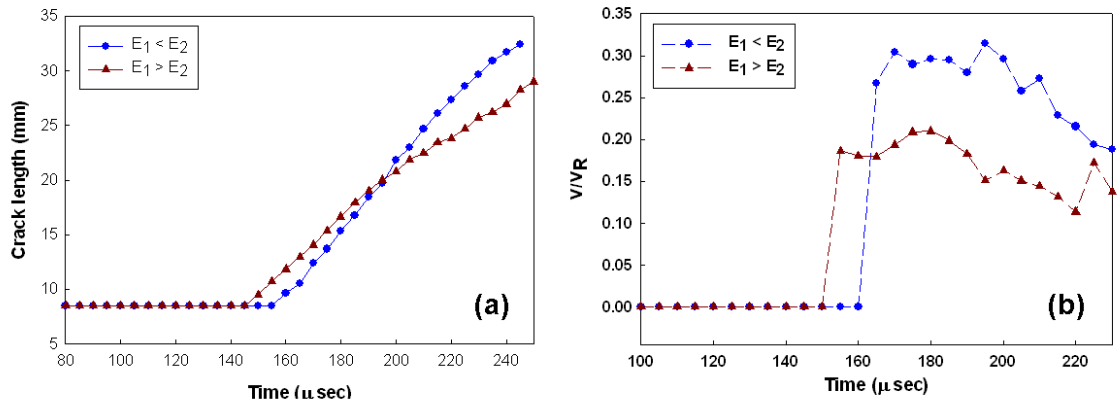 35
30
25
20
15
10
5
Crack length (mm)
E1 < E2
E1 > E2
(a)
80 100 120 140 160 180 200 220 240
Time (μ sec)
0.35
0.30
0.25
0.20
0.15
0.10
0.05
0.00
V/VR
E1 < E2
E1 > E2
(b)
100 120 140 160 180 200 220
Time (μ sec)